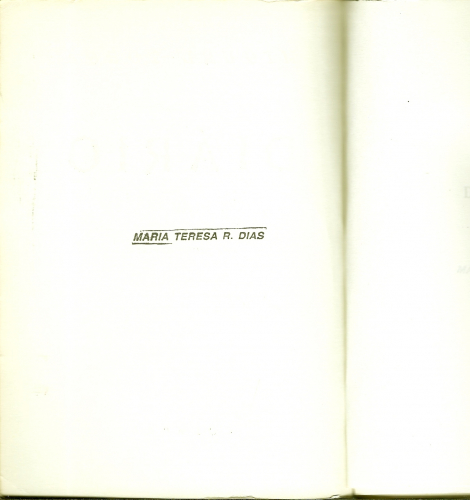 MARIA TERESA R. DIAS